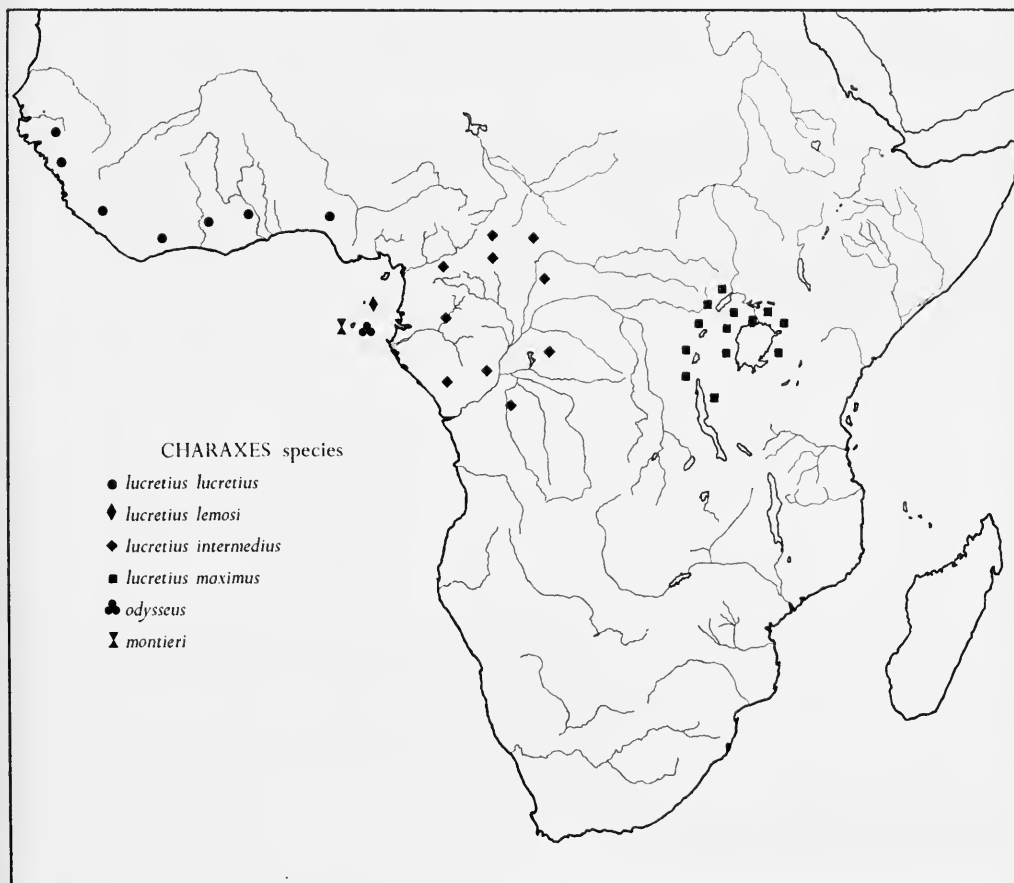 CHARAXES species
lucretius lucretius
lucretius lemosi
lucretius intermedius
lucretius maximus
odysseus
montieri